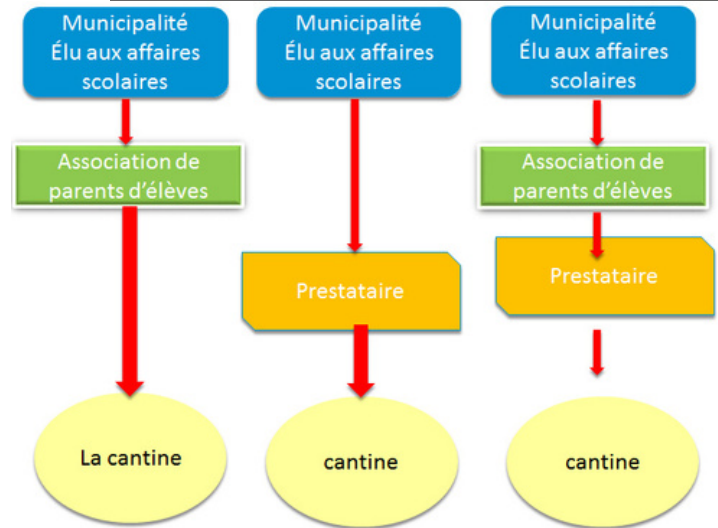 Municipalité
Élu aux affaires
scolaires
Association de
parents d'élèves
La cantine
Municipalité
Élu aux affaires
scolaires
Prestataire
cantine
Municipalité
Élu aux affaires
scolaires
Association de
parents d'élèves
Prestataire
cantine